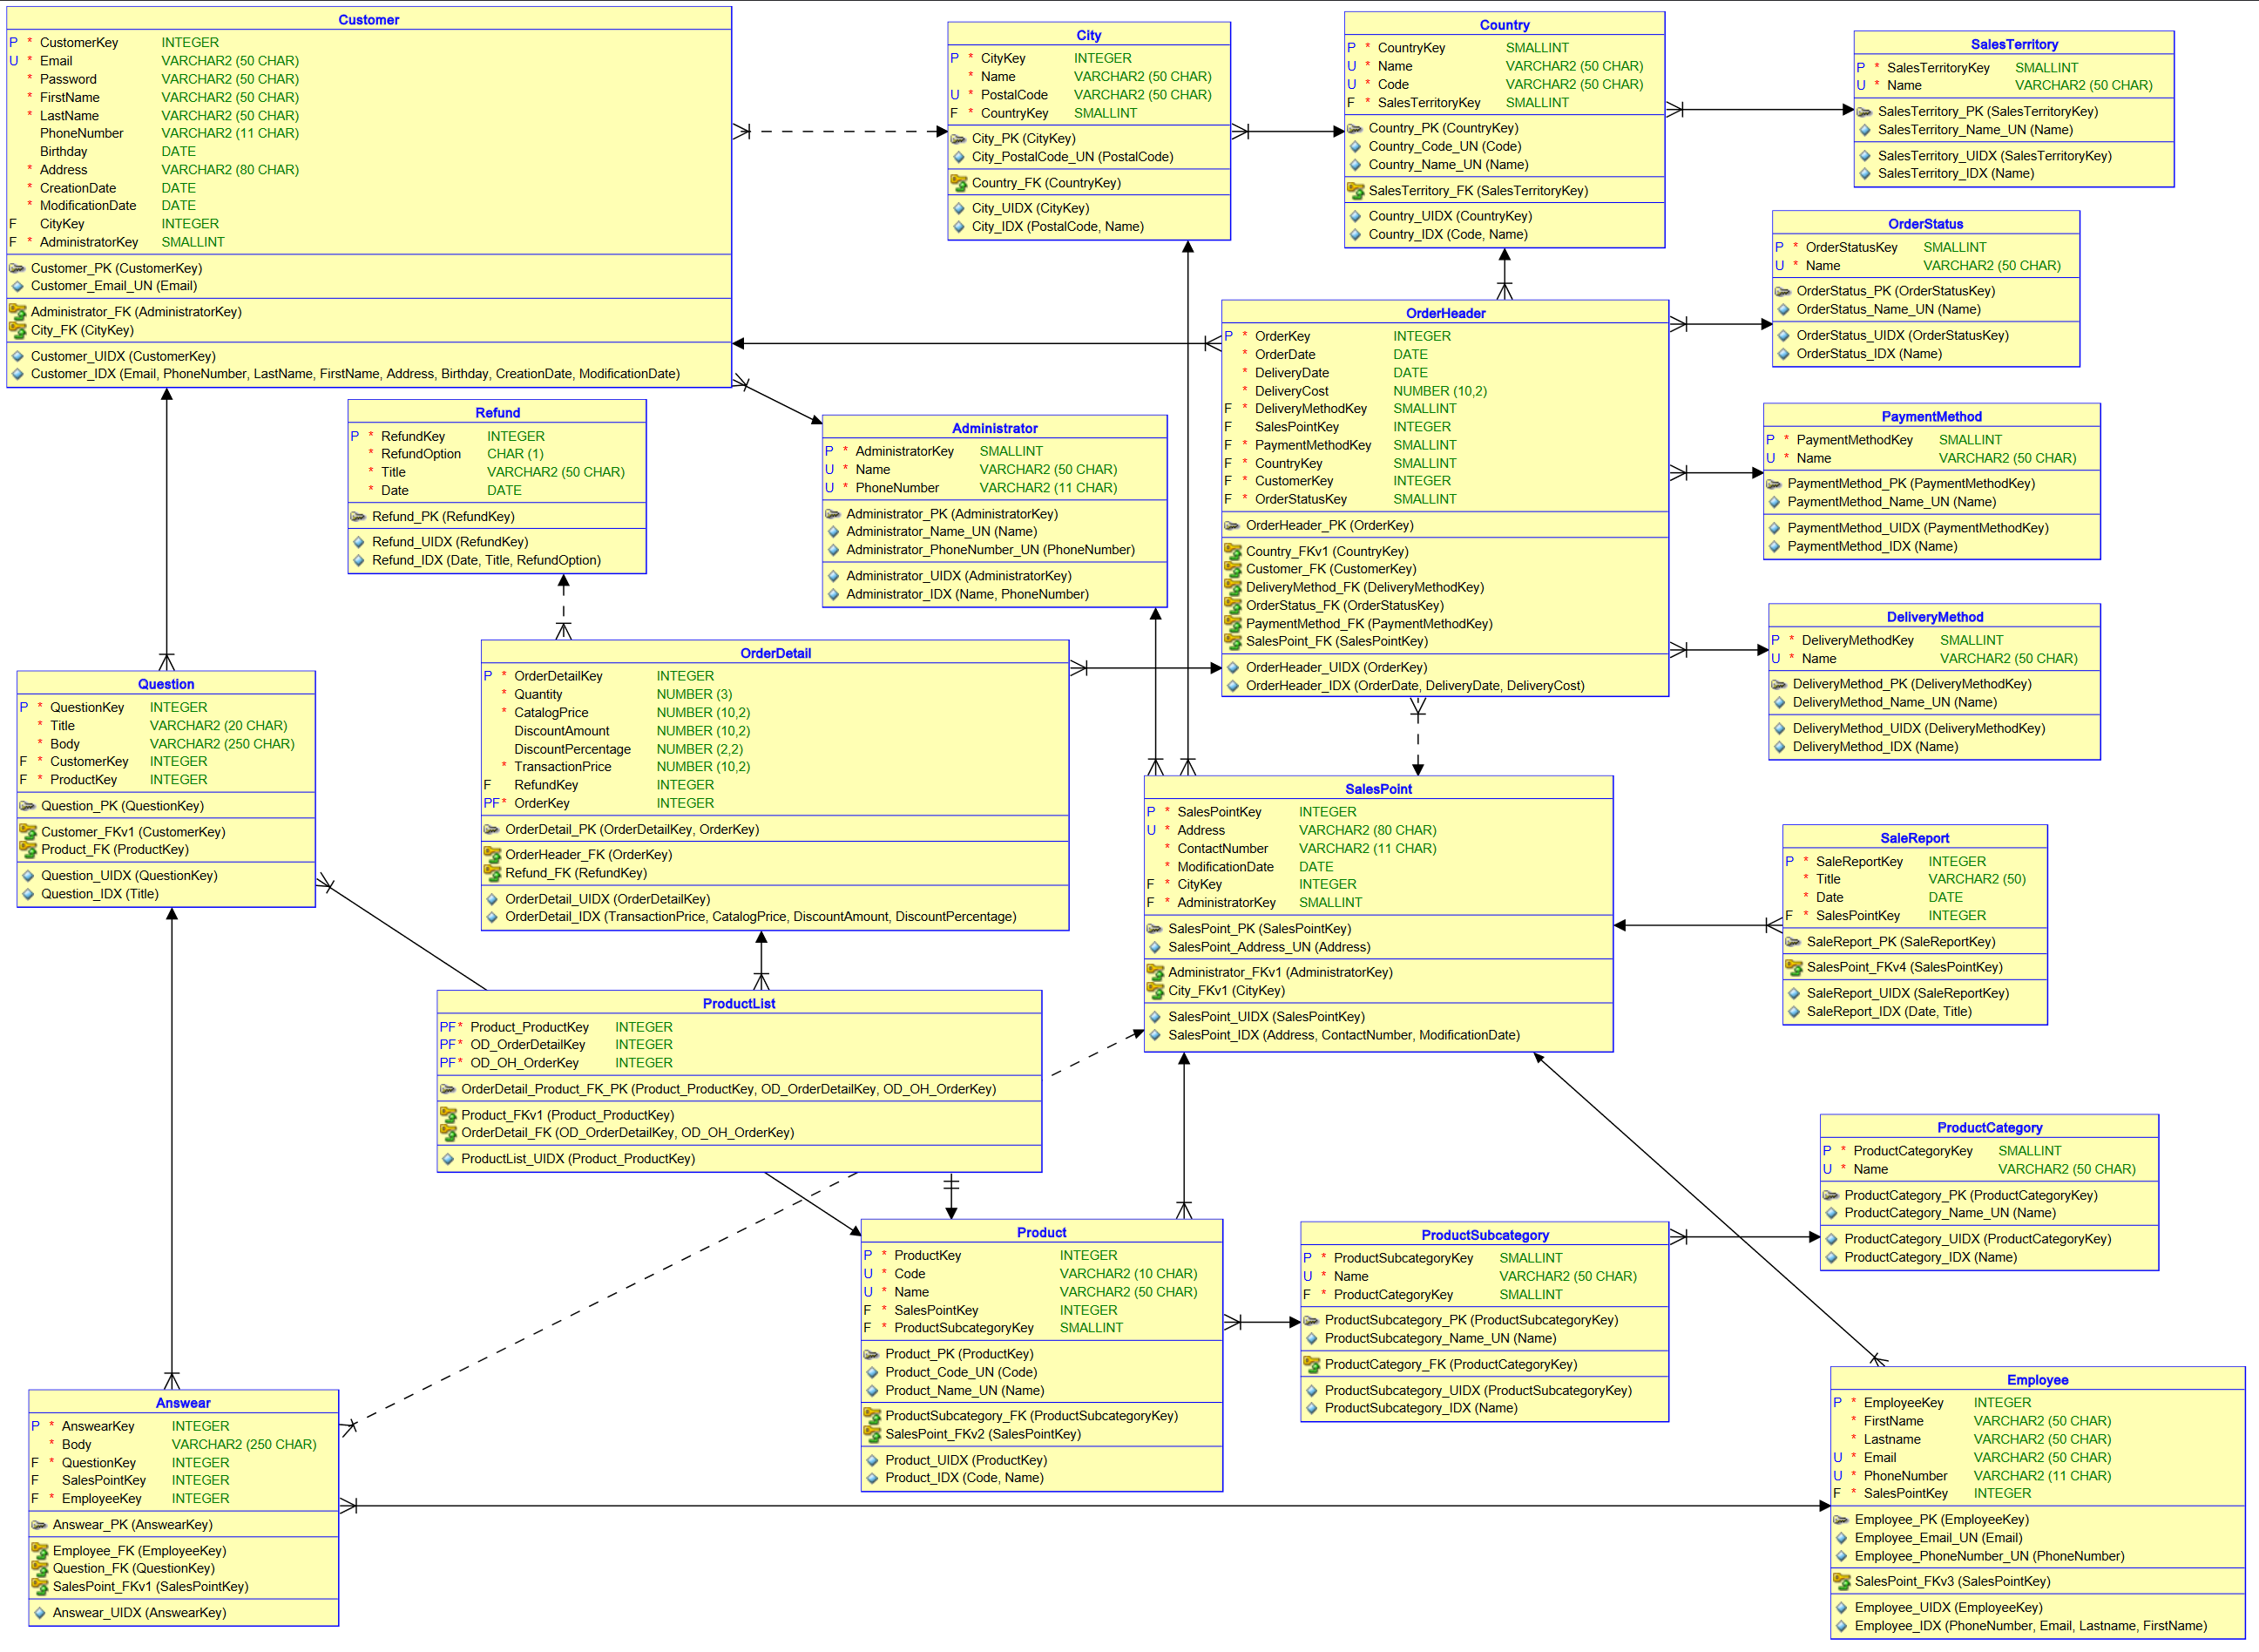 Customer
P * CustomerKey INTEGER
U * Email VARCHAR2 (50 CHAR)
* Password VARCHAR2 (50 CHAR)
* FirstName VARCHAR2 (50 CHAR)
* LastName VARCHAR2 (50 CHAR)
PhoneNumber VARCHAR2 (11 CHAR)
Birthday DATE
* Address VARCHAR2 (80 CHAR)
* CreationDate DATE
* ModificationDate DATE
F CityKey INTEGER
F * AdministratorKey SMALLINT
Customer_PK (CustomerKey)
Customer_Email_UN (Email)
Administrator_FK (AdministratorKey)
City_FK (CityKey)
Customer_UIDX (CustomerKey)
Customer_IDX (Email, PhoneNumber, LastName, FirstName, Address, Birthday, CreationDate, ModificationDate)
City
P * CityKey INTEGER
* Name VARCHAR2 (50 CHAR)
U * PostalCode VARCHAR2 (50 CHAR)
F * CountryKey SMALLINT
City_PK (CityKey)
City_PostalCode_UN (PostalCode)
Country_FK (CountryKey)
City_UIDX (CityKey)
City_IDX (PostalCode, Name)
Country
P * CountryKey SMALLINT
U * Name VARCHAR2 (50 CHAR)
U * Code VARCHAR2 (50 CHAR)
F * SalesTerritoryKey SMALLINT
Country_PK (CountryKey)
Country_Code_UN (Code)
Country_Name_UN (Name)
SalesTerritory_FK (SalesTerritoryKey)
Country_UIDX (CountryKey)
Country_IDX (Code, Name)
SalesTerritory
P * SalesTerritoryKey SMALLINT
U * Name VARCHAR2 (50 CHAR)
SalesTerritory_PK (SalesTerritoryKey)
SalesTerritory_Name_UN (Name)
SalesTerritory_UIDX (SalesTerritoryKey)
SalesTerritory_IDX (Name)
OrderStatus
P * OrderStatusKey SMALLINT
U * Name VARCHAR2 (50 CHAR)
OrderStatus_PK (OrderStatusKey)
OrderStatus_Name_UN (Name)
OrderStatus_UIDX (OrderStatusKey)
OrderStatus_IDX (Name)
OrderHeader
P * OrderKey INTEGER
* OrderDate DATE
* DeliveryDate DATE
* DeliveryCost NUMBER (10,2)
F * DeliveryMethodKey SMALLINT
F SalesPointKey INTEGER
F * PaymentMethodKey SMALLINT
F * CountryKey SMALLINT
F * CustomerKey INTEGER
F * OrderStatusKey SMALLINT
OrderHeader_PK (OrderKey)
Country_FKv1 (CountryKey)
Customer_FK (CustomerKey)
DeliveryMethod_FK (DeliveryMethodKey)
OrderStatus_FK (OrderStatusKey)
PaymentMethod_FK (PaymentMethodKey)
SalesPoint_FK (SalesPointKey)
OrderHeader_UIDX (OrderKey)
OrderHeader_IDX (OrderDate, DeliveryDate, DeliveryCost)
Refund
P * RefundKey INTEGER
* RefundOption CHAR (1)
* Title VARCHAR2 (50 CHAR)
* Date DATE
Refund_PK (RefundKey)
Refund_UIDX (RefundKey)
Refund_IDX (Date, Title, RefundOption)
Administrator
P * AdministratorKey SMALLINT
U * Name VARCHAR2 (50 CHAR)
U * PhoneNumber VARCHAR2 (11 CHAR)
Administrator_PK (AdministratorKey)
Administrator_Name_UN (Name)
Administrator_PhoneNumber_UN (PhoneNumber)
Administrator_UIDX (AdministratorKey)
Administrator_IDX (Name, PhoneNumber)
PaymentMethod
P * PaymentMethodKey SMALLINT
U * Name VARCHAR2 (50 CHAR)
PaymentMethod_PK (PaymentMethodKey)
PaymentMethod_Name_UN (Name)
PaymentMethod_UIDX (PaymentMethodKey)
PaymentMethod_IDX (Name)
DeliveryMethod
P * DeliveryMethodKey SMALLINT
U * Name VARCHAR2 (50 CHAR)
DeliveryMethod_PK (DeliveryMethodKey)
DeliveryMethod_Name_UN (Name)
DeliveryMethod_UIDX (DeliveryMethodKey)
DeliveryMethod_IDX (Name)
Question
P * QuestionKey INTEGER
* Title VARCHAR2 (20 CHAR)
* Body VARCHAR2 (250 CHAR)
F * CustomerKey INTEGER
F * ProductKey INTEGER
Question_PK (QuestionKey)
Customer_FKv1 (CustomerKey)
Product_FK (ProductKey)
Question_UIDX (QuestionKey)
Question_IDX (Title)
OrderDetail
P * OrderDetailKey INTEGER
* Quantity NUMBER (3)
* CatalogPrice NUMBER (10,2)
DiscountAmount NUMBER (10,2)
DiscountPercentage NUMBER (2,2)
* TransactionPrice NUMBER (10,2)
F RefundKey INTEGER
PF* OrderKey INTEGER
OrderDetail_PK (OrderDetailKey, OrderKey)
OrderHeader_FK (OrderKey)
Refund_FK (RefundKey)
OrderDetail_UIDX (OrderDetailKey)
OrderDetail_IDX (TransactionPrice, CatalogPrice, DiscountAmount, DiscountPercentage)
SalesPoint
P * SalesPointKey INTEGER
U * Address VARCHAR2 (80 CHAR)
* ContactNumber VARCHAR2 (11 CHAR)
* ModificationDate DATE
F * CityKey INTEGER
F * AdministratorKey SMALLINT
SalesPoint_PK (SalesPointKey)
SalesPoint_Address_UN (Address)
Administrator_FKv1 (AdministratorKey)
City_FKv1 (CityKey)
SalesPoint_UIDX (SalesPointKey)
SalesPoint_IDX (Address, ContactNumber, ModificationDate)
SaleReport
P * SaleReportKey INTEGER
* Title VARCHAR2 (50)
* Date DATE
F * SalesPointKey INTEGER
SaleReport_PK (SaleReportKey)
SalesPoint_FKv4 (SalesPointKey)
SaleReport_UIDX (SaleReportKey)
SaleReport_IDX (Date, Title)
ProductList
PF* Product_ProductKey INTEGER
PF* OD_OrderDetailKey INTEGER
PF* OD_OH_OrderKey INTEGER
OrderDetail_Product_FK_PK (Product_ProductKey, OD_OrderDetailKey, OD_OH_OrderKey)
Product_FKv1 (Product_ProductKey)
OrderDetail_FK (OD_OrderDetailKey, OD_OH_OrderKey)
ProductList_UIDX (Product_ProductKey)
ProductCategory
P * ProductCategoryKey SMALLINT
U * Name VARCHAR2 (50 CHAR)
ProductCategory_PK (ProductCategoryKey)
ProductCategory_Name_UN (Name)
ProductCategory_UIDX (ProductCategoryKey)
ProductCategory_IDX (Name)
Product
P * ProductKey INTEGER
U * Code VARCHAR2 (10 CHAR)
U * Name VARCHAR2 (50 CHAR)
F * SalesPointKey INTEGER
F * ProductSubcategoryKey SMALLINT
Product_PK (ProductKey)
Product_Code_UN (Code)
Product_Name_UN (Name)
ProductSubcategory_FK (ProductSubcategoryKey)
SalesPoint_FKv2 (SalesPointKey)
Product_UIDX (ProductKey)
Product_IDX (Code, Name)
ProductSubcategory
P * ProductSubcategoryKey SMALLINT
U * Name VARCHAR2 (50 CHAR)
F * ProductCategoryKey SMALLINT
ProductSubcategory_PK (ProductSubcategoryKey)
ProductSubcategory_Name_UN (Name)
ProductCategory_FK (ProductCategoryKey)
ProductSubcategory_UIDX (ProductSubcategoryKey)
ProductSubcategory_IDX (Name)
Answear
P * AnswearKey INTEGER
* Body VARCHAR2 (250 CHAR)
F * QuestionKey INTEGER
F SalesPointKey INTEGER
F * EmployeeKey INTEGER
Answear_PK (AnswearKey)
Employee_FK (EmployeeKey)
Question_FK (QuestionKey)
SalesPoint_FKv1 (SalesPointKey)
Answear_UIDX (AnswearKey)
Employee
P * EmployeeKey INTEGER
* FirstName VARCHAR2 (50 CHAR)
* Lastname VARCHAR2 (50 CHAR)
U * Email VARCHAR2 (50 CHAR)
U * PhoneNumber VARCHAR2 (11 CHAR)
F * SalesPointKey INTEGER
Employee_PK (EmployeeKey)
Employee_Email_UN (Email)
Employee_PhoneNumber_UN (PhoneNumber)
SalesPoint_FKv3 (SalesPointKey)
Employee_UIDX (EmployeeKey)
Employee_IDX (PhoneNumber, Email, Lastname, FirstName)